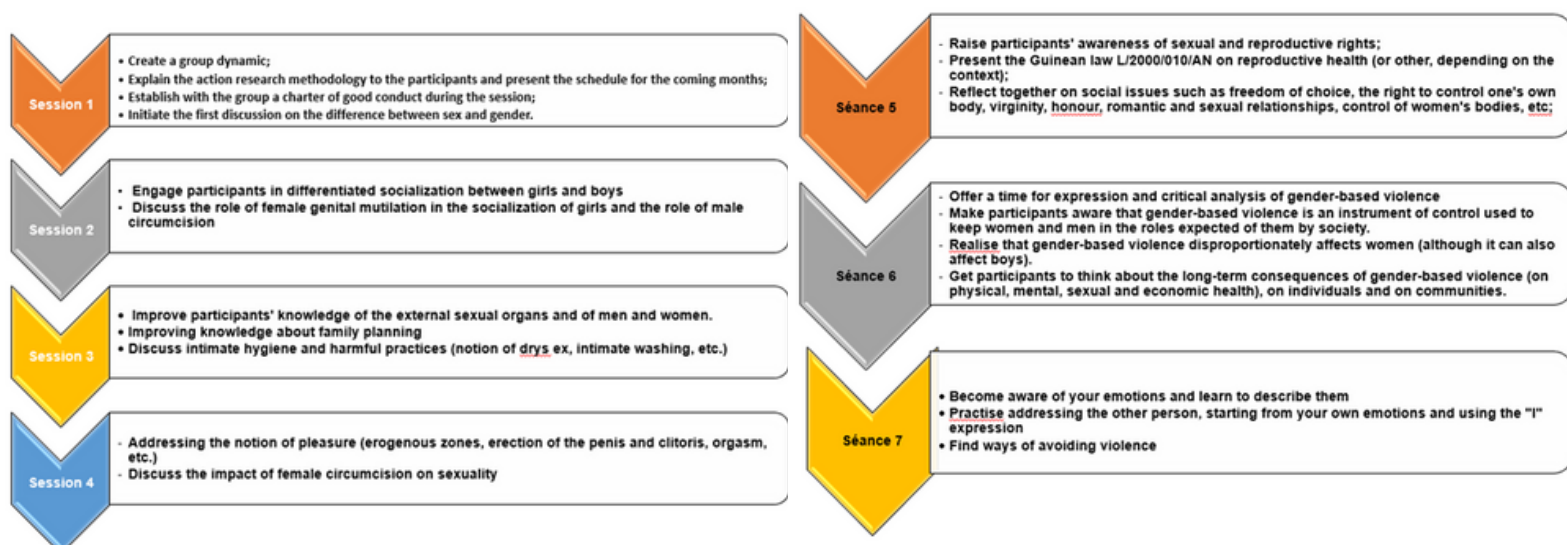 Session 1
• Create a group dynamic;
• Explain the action research methodology to the participants and present the schedule for the coming months;
• Establish with the group a charter of good conduct during the session;
• Initiate the first discussion on the difference between sex and gender.
Session 2
- Engage participants in differentiated socialization between girls and boys
- Discuss the role of female genital mutilation in the socialization of girls and the role of male
circumcision
Session 3
• Improve participants' knowledge of the external sexual organs and of men and women.
• Improving knowledge about family planning
• Discuss intimate hygiene and harmful practices (notion of drys ex, intimate washing, etc.)
Session 4
- Addressing the notion of pleasure (erogenous zones, erection of the penis and clitoris, orgasm,
etc.)
- Discuss the impact of female circumcision on sexuality
Séance 5
- Raise participants' awareness of sexual and reproductive rights;
- Present the Guinean law L/2000/010/AN on reproductive health (or other, depending on the
context);
- Reflect together on social issues such as freedom of choice, the right to control one's own
body, virginity, honour, romantic and sexual relationships, control of women's bodies, etc;
Séance 6
- Offer a time for expression and critical analysis of gender-based violence
- Make participants aware that gender-based violence is an instrument of control used to
keep women and men in the roles expected of them by society.
- Realise that gender-based violence disproportionately affects women (although it can also
affect boys).
- Get participants to think about the long-term consequences of gender-based violence (on
physical, mental, sexual and economic health), on individuals and on communities.
Séance 7
• Become aware of your emotions and learn to describe them
• Practise addressing the other person, starting from your own emotions and using the "I"
expression
• Find ways of avoiding violence